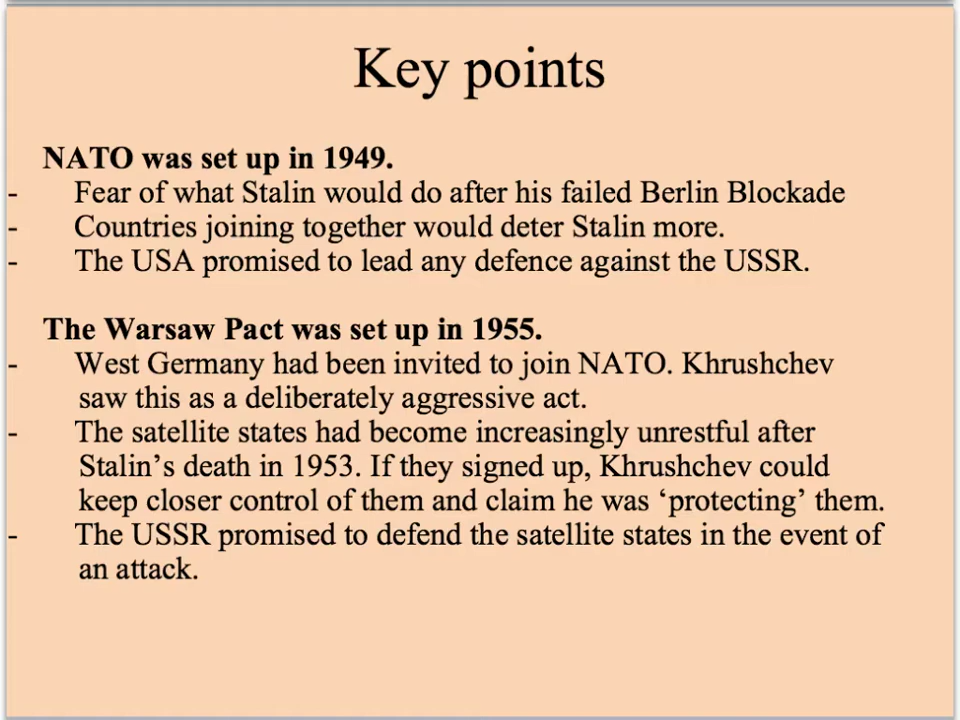 Key points
NATO was set up in 1949.
- Fear of what Stalin would do after his failed Berlin Blockade
- Countries joining together would deter Stalin more.
- The USA promised to lead any defence against the USSR.
The Warsaw Pact was set up in 1955.
- West Germany had been invited to join NATO. Khrushchev
saw this as a deliberately aggressive act.
- The satellite states had become increasingly unrestful after
Stalin’s death in 1953. If they signed up, Khrushchev could
keep closer control of them and claim he was ‘protecting’ them.
- The USSR promised to defend the satellite states in the event of
an attack.